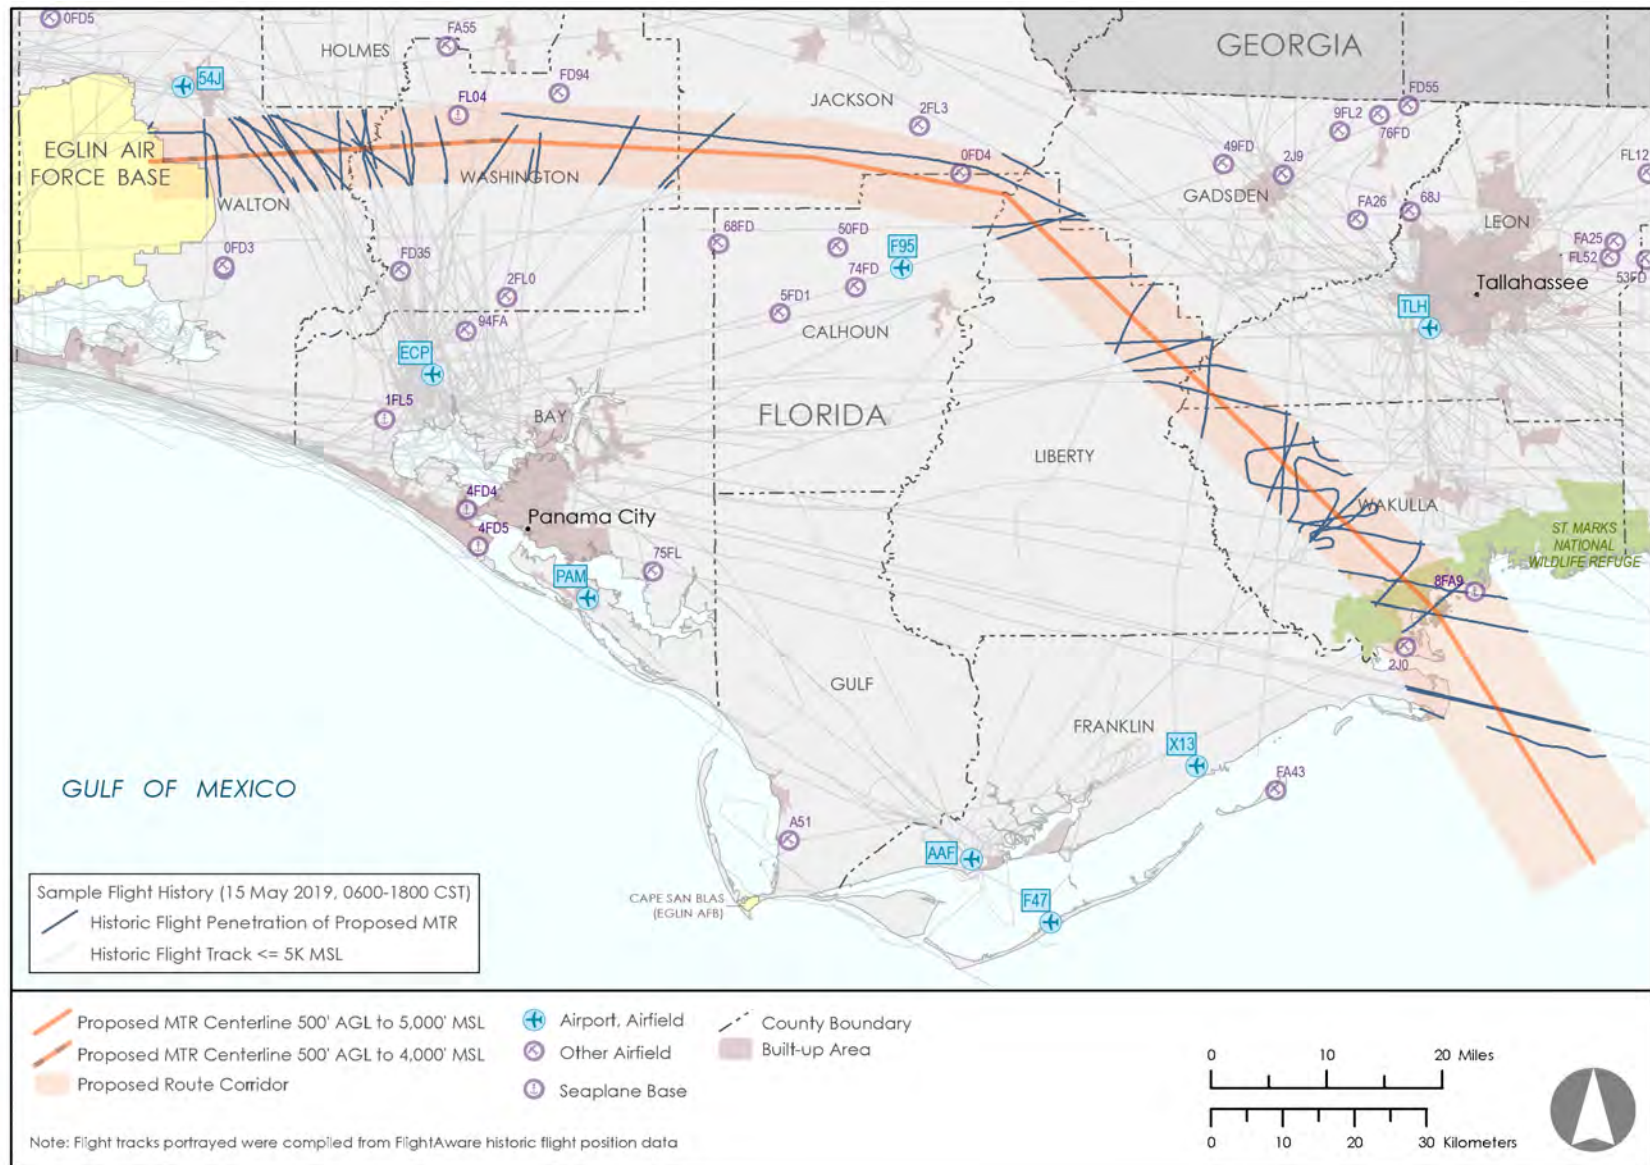 0FD5
FA55
HOLMES
GEORGIA
54J
FD94
FL04
JACKSON
2FL3
FD55
9FL2
76FD
EGLIN AIR
FORCE BASE
0FD4
49FD
2J9
FL12
WASHINGTON
WALTON
GADSDEN
FA26
68J
LEON
68FD
50FD
F95
FA25
FL52
53FD
0FD3
FD35
2FL0
74FD
Tallahassee
5FD1
TLH
94FA
CALHOUN
ECP
1FL5
BAY
FLORIDA
LIBERTY
4FD4
Panama City
WAKULLA
4FD5
ST. MARKS
NATIONAL
WILDLIFE REFUGE
75FL
PAM
8FA9
2J0
GULF
FRANKLIN
X13
GULF OF MEXICO
FA43
A51
AAF
CAPE SAN BLAS
(EGLIN AFB)
F47
Sample Flight History (15 May 2019, 0600-1800 CST)
Historic Flight Penetration of Proposed MTR
Historic Flight Track <= 5K MSL
Proposed MTR Centerline 500' AGL to 5,000' MSL
Proposed MTR Centerline 500' AGL to 4,000' MSL
Proposed Route Corridor
Airport, Airfield
Other Airfield
Seaplane Base
County Boundary
Built-up Area
0 10 20 Miles
0 10 20 30 Kilometers
Note: Flight tracks portrayed were compiled from FlightAware historic flight position data